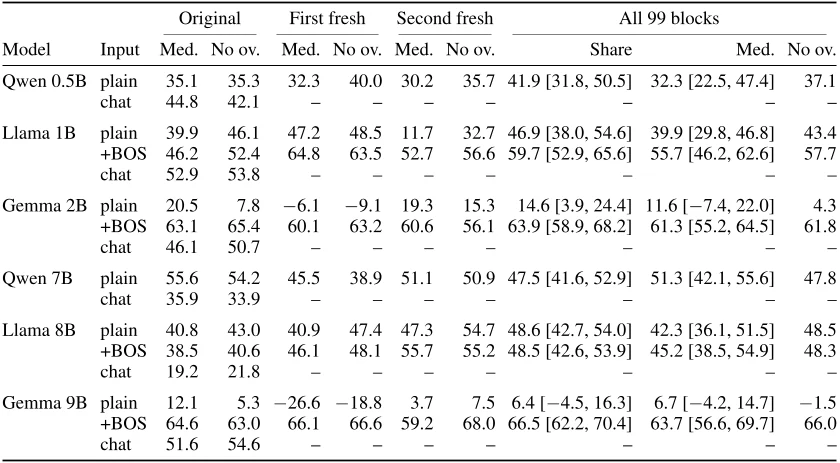 Original First fresh Second fresh All 99 blocks
Model Input Med. No ov. Med. No ov. Med. No ov. Share Med. No ov.
Qwen 0.5B plain 35.1 35.3 32.3 40.0 30.2 35.7 41.9 [31.8, 50.5] 32.3 [22.5, 47.4] 37.1
chat 44.8 42.1 – – – – – – –
Llama 1B plain 39.9 46.1 47.2 48.5 11.7 32.7 46.9 [38.0, 54.6] 39.9 [29.8, 46.8] 43.4
+BOS 46.2 52.4 64.8 63.5 52.7 56.6 59.7 [52.9, 65.6] 55.7 [46.2, 62.6] 57.7
chat 52.9 53.8 – – – – – – –
Gemma 2B plain 20.5 7.8 −6.1 −9.1 19.3 15.3 14.6 [3.9, 24.4] 11.6 [−7.4, 22.0] 4.3
+BOS 63.1 65.4 60.1 63.2 60.6 56.1 63.9 [58.9, 68.2] 61.3 [55.2, 64.5] 61.8
chat 46.1 50.7 – – – – – – –
Qwen 7B plain 55.6 54.2 45.5 38.9 51.1 50.9 47.5 [41.6, 52.9] 51.3 [42.1, 55.6] 47.8
chat 35.9 33.9 – – – – – – –
Llama 8B plain 40.8 43.0 40.9 47.4 47.3 54.7 48.6 [42.7, 54.0] 42.3 [36.1, 51.5] 48.5
+BOS 38.5 40.6 46.1 48.1 55.7 55.2 48.5 [42.6, 53.9] 45.2 [38.5, 54.9] 48.3
chat 19.2 21.8 – – – – – – –
Gemma 9B plain 12.1 5.3 −26.6 −18.8 3.7 7.5 6.4 [−4.5, 16.3] 6.7 [−4.2, 14.7] −1.5
+BOS 64.6 63.0 66.1 66.6 59.2 68.0 66.5 [62.2, 70.4] 63.7 [56.6, 69.7] 66.0
chat 51.6 54.6 – – – – – – –